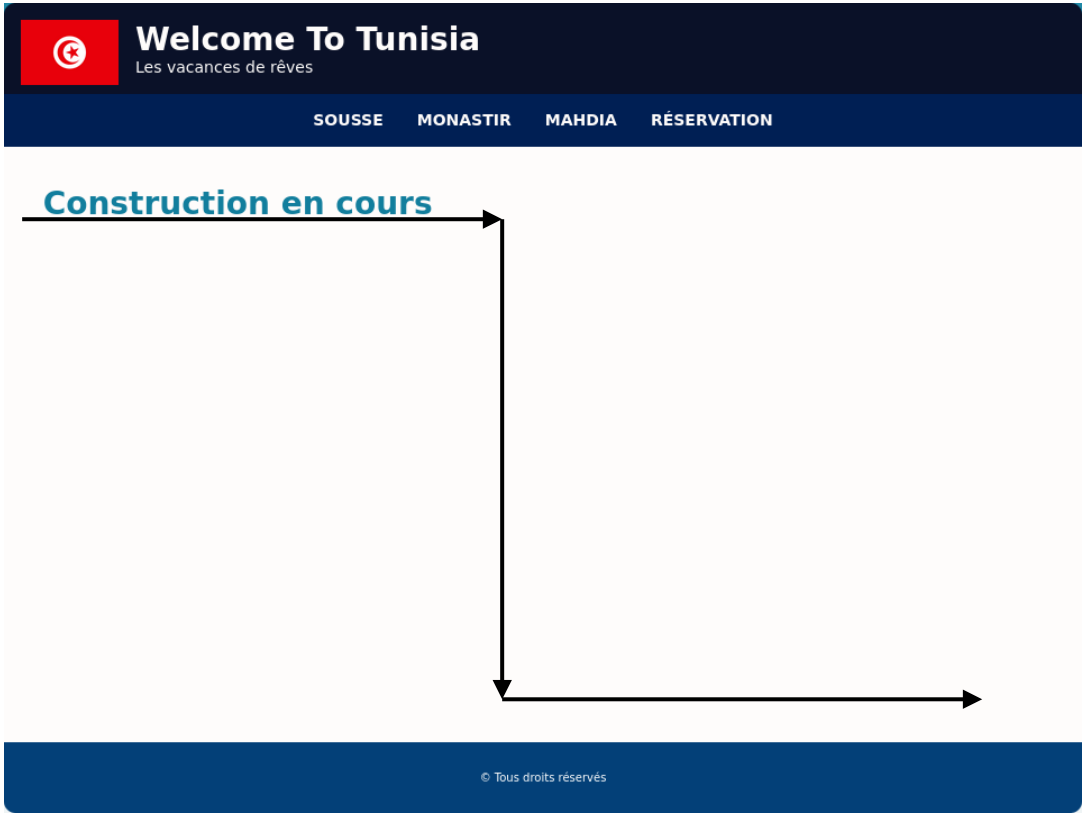 Welcome To Tunisia
Les vacances de rêves
SOUSSE MONASTIR MAHDIA RÉSERVATION
Construction en cours
© Tous droits réservés